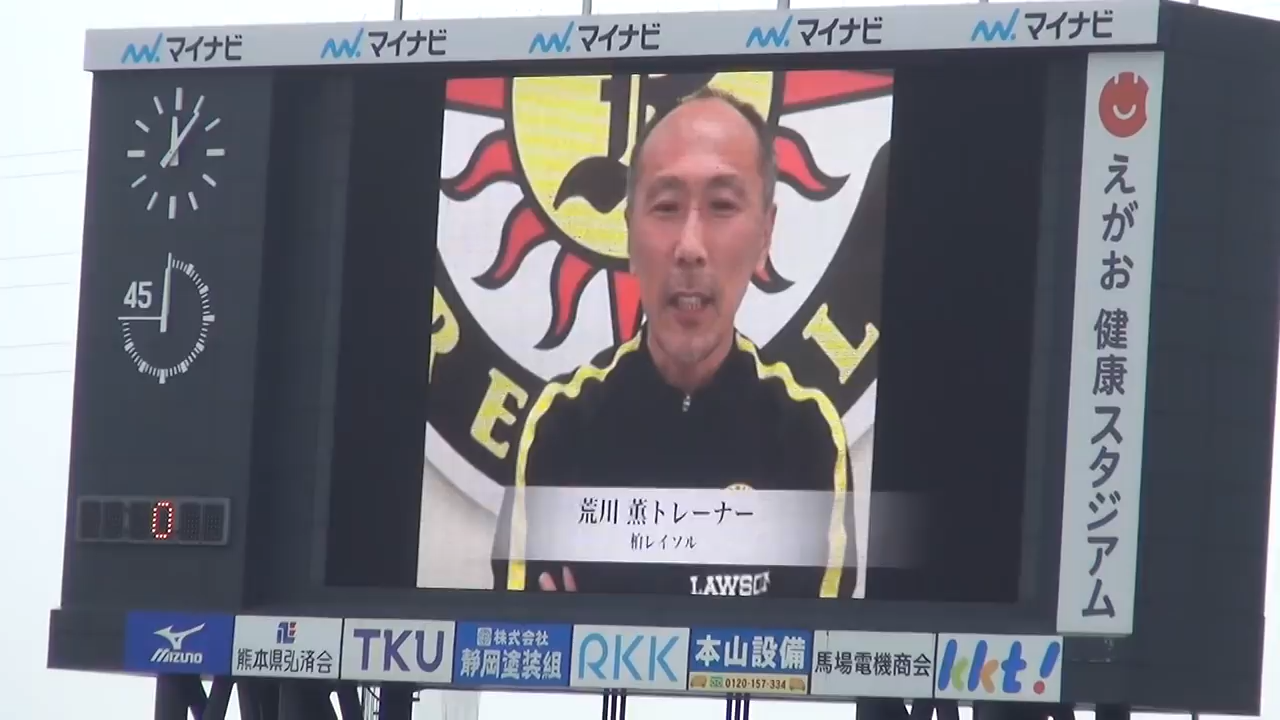 マイナビ マイナビ マイナビ マイナビ マイナビ
えがお 健康スタジアム
45
0
PE L
荒川 薫トレーナー
柏レイソル
LAWSON
MIZUNO
熊本県弘済会
TKU
株式会社
静岡塗装組
RKK
本山設備
0120-157-334
馬場電機商会
kkt!